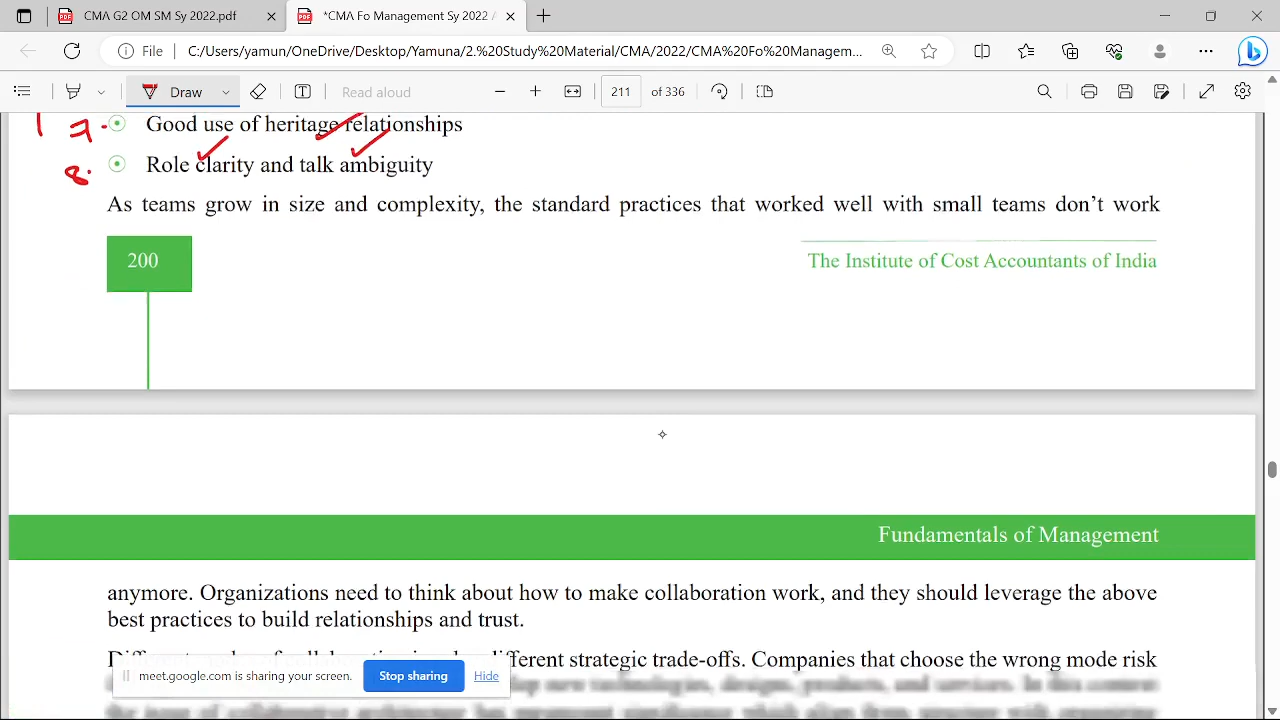 CMA G2 OM SM Sy 2022.pdf
*CMA Fo Management Sy 2022 /
File
C:/Users/yamun/OneDrive/Desktop/Yamuna/2.%20Study%20Material/CMA/2022/CMA%20Fo%20Managem...
Draw
Read aloud
211 of 336
7. Good use of heritage relationships
8. Role clarity and talk ambiguity
As teams grow in size and complexity, the standard practices that worked well with small teams don't work
200
The Institute of Cost Accountants of India
Fundamentals of Management
anymore. Organizations need to think about how to make collaboration work, and they should leverage the above
best practices to build relationships and trust.
different strategic trade-offs. Companies that choose the wrong mode risk
meet.google.com is sharing your screen.
Stop sharing
Hide